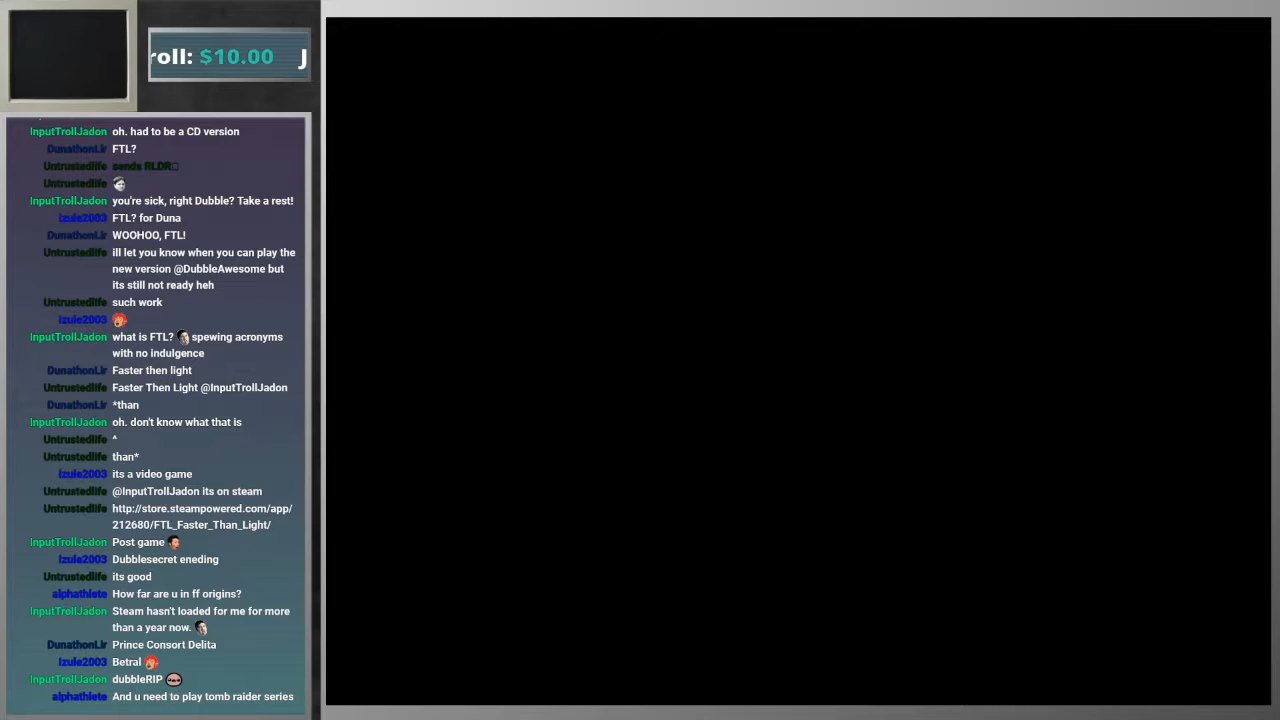 roll: $10.00 J
InputTrollJadon oh. had to be a CD version
DunathonLir FTL?
Untrustedlife sends RLDR□
Untrustedlife
InputTrollJadon you're sick, right Dubble? Take a rest!
Izule2003 FTL? for Duna
DunathonLir WOOHOO, FTL!
Untrustedlife ill let you know when you can play the
new version @DubbleAwesome but
its still not ready heh
Untrustedlife such work
Izule2003
InputTrollJadon what is FTL? spewing acronyms
with no indulgence
DunathonLir Faster then light
Untrustedlife Faster Then Light @InputTrollJadon
DunathonLir *than
InputTrollJadon oh. don't know what that is
Untrustedlife ^
Untrustedlife than*
Izule2003 its a video game
Untrustedlife @InputTrollJadon its on steam
Untrustedlife http://store.steampowered.com/app/
212680/FTL_Faster_Than_Light/
InputTrollJadon Post game
Izule2003 Dubblesecret eneding
Untrustedlife its good
alphathlete How far are u in ff origins?
InputTrollJadon Steam hasn't loaded for me for more
than a year now.
DunathonLir Prince Consort Delita
Izule2003 Betral
InputTrollJadon dubbleRIP
alphathlete And u need to play tomb raider series